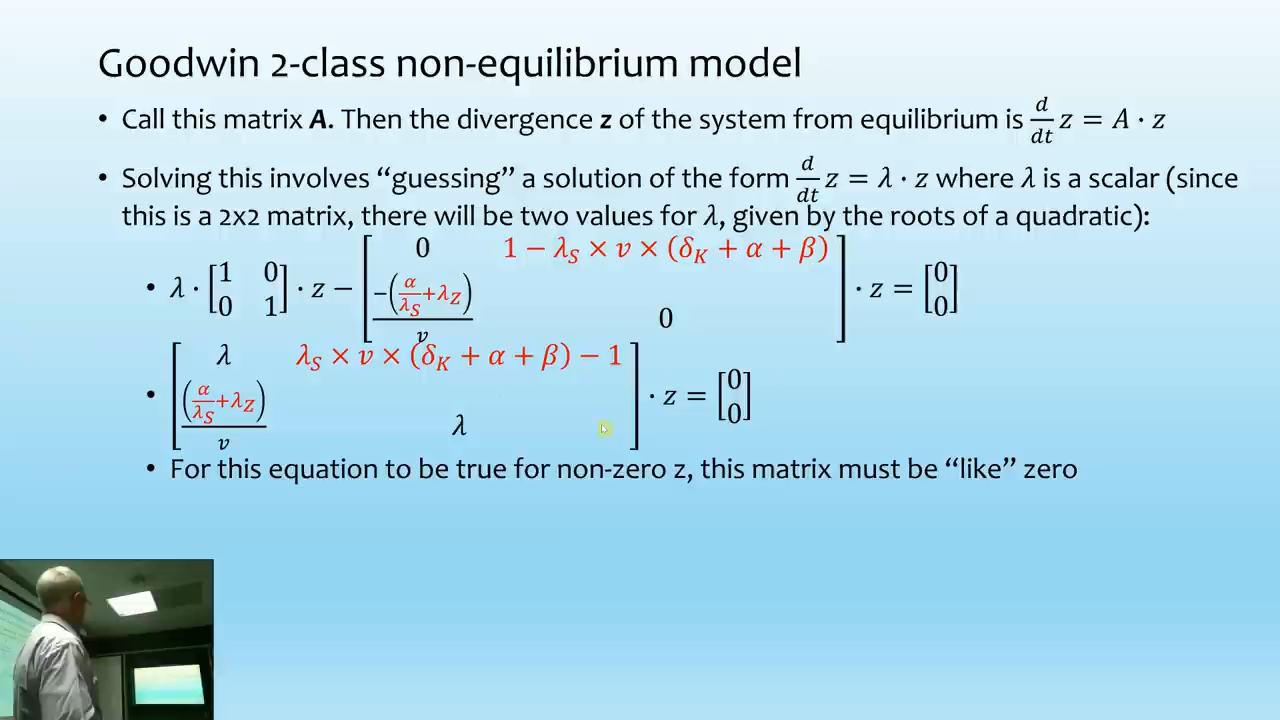 Goodwin 2-class non-equilibrium model
• Call this matrix A. Then the divergence z of the system from equilibrium is d/dt z = A · z
• Solving this involves “guessing” a solution of the form d/dt z = λ · z where λ is a scalar (since
this is a 2x2 matrix, there will be two values for λ, given by the roots of a quadratic):
• λ · [1 0; 0 1] · z − [0 1 − λ_S × v × (δ_K + α + β); −(α/λ_S +λ_Z)/v 0] · z = [0; 0]
• [λ λ_S × v × (δ_K + α + β) − 1; (α/λ_S +λ_Z)/v λ] · z = [0; 0]
• For this equation to be true for non-zero z, this matrix must be “like” zero